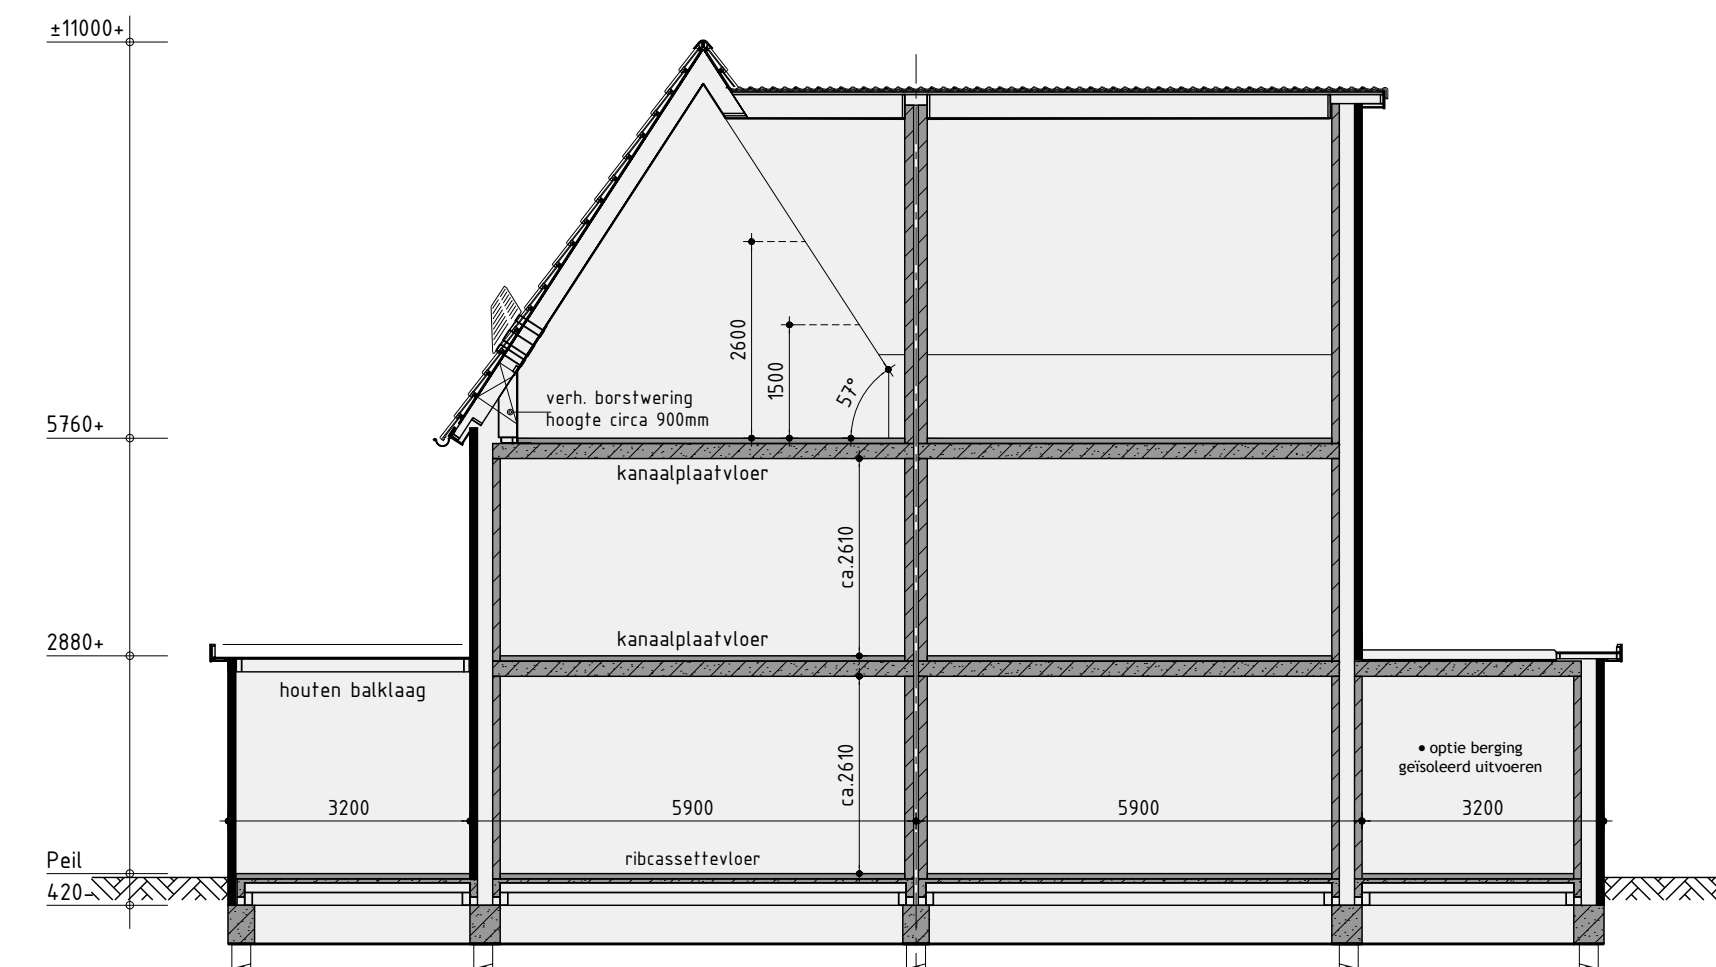 ±11000+
2600
1500
57°
verh. borstwering
hoogte circa 900mm
5760+
kanaalplaatvloer
ca.2610
kanaalplaatvloer
2880+
houten balklaag
ca.2610
• optie berging
geïsoleerd uitvoeren
3200
5900
5900
3200
ribcassettevloer
Peil
420-